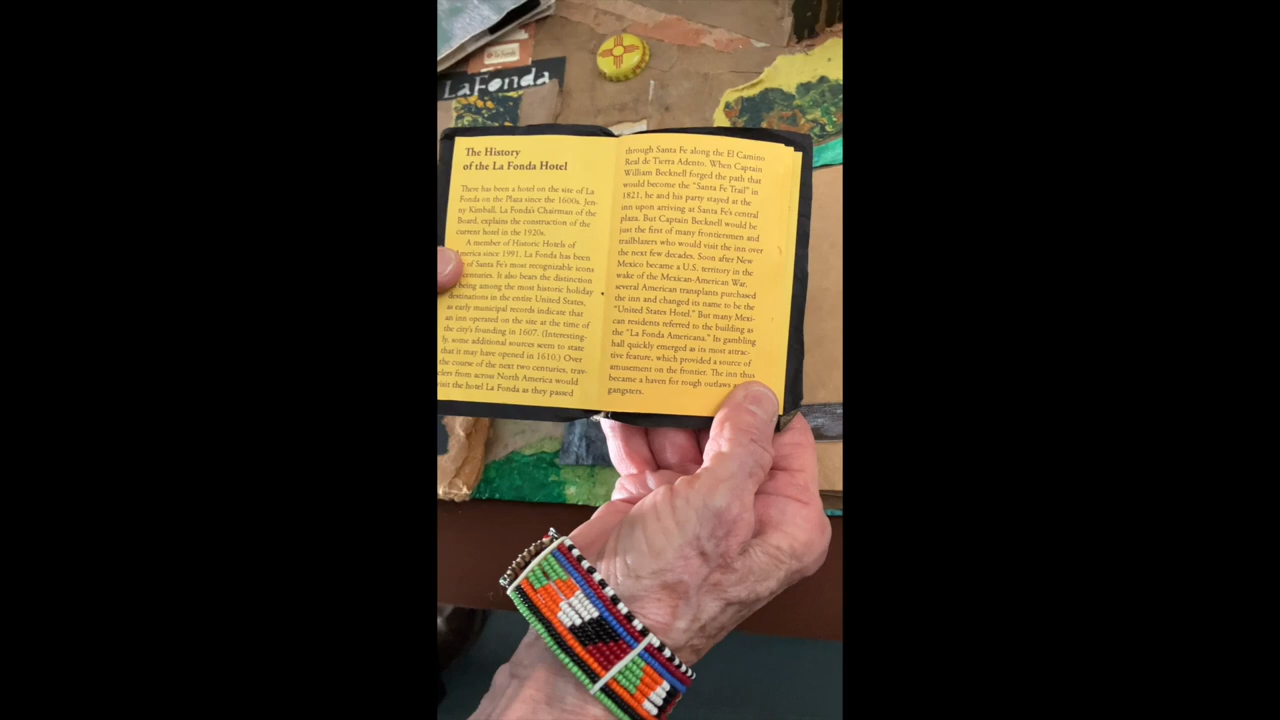 La Fonda
LaFonda
The History
of the La Fonda Hotel
There has been a hotel on the site of La
Fonda on the Plaza since the 1600s. Jen-
ny Kimball, La Fonda's Chairman of the
Board, explains the construction of the
current hotel in the 1920s.
A member of Historic Hotels of
America since 1991, La Fonda has been
of Santa Fe's most recognizable icons
centuries. It also bears the distinction
being among the most historic holiday
destinations in the entire United States,
as early municipal records indicate that
an inn operated on the site at the time of
the city's founding in 1607. (Interesting-
ly, some additional sources seem to state
that it may have opened in 1610.) Over
the course of the next two centuries, trav-
elers from across North America would
visit the hotel La Fonda as they passed
through Santa Fe along the El Camino
Real de Tierra Adento. When Captain
William Becknell forged the path that
would become the "Santa Fe Trail" in
1821, he and his party stayed at the
inn upon arriving at Santa Fe's central
plaza. But Captain Becknell would be
just the first of many frontiersmen and
trailblazers who would visit the inn over
the next few decades. Soon after New
Mexico became a U.S. territory in the
wake of the Mexican-American War,
several American transplants purchased
the inn and changed its name to be the
"United States Hotel." But many Mexi-
can residents referred to the building as
the "La Fonda Americana." Its gambling
hall quickly emerged as its most attrac-
tive feature, which provided a source of
amusement on the frontier. The inn thus
became a haven for rough outlaws
gangsters.